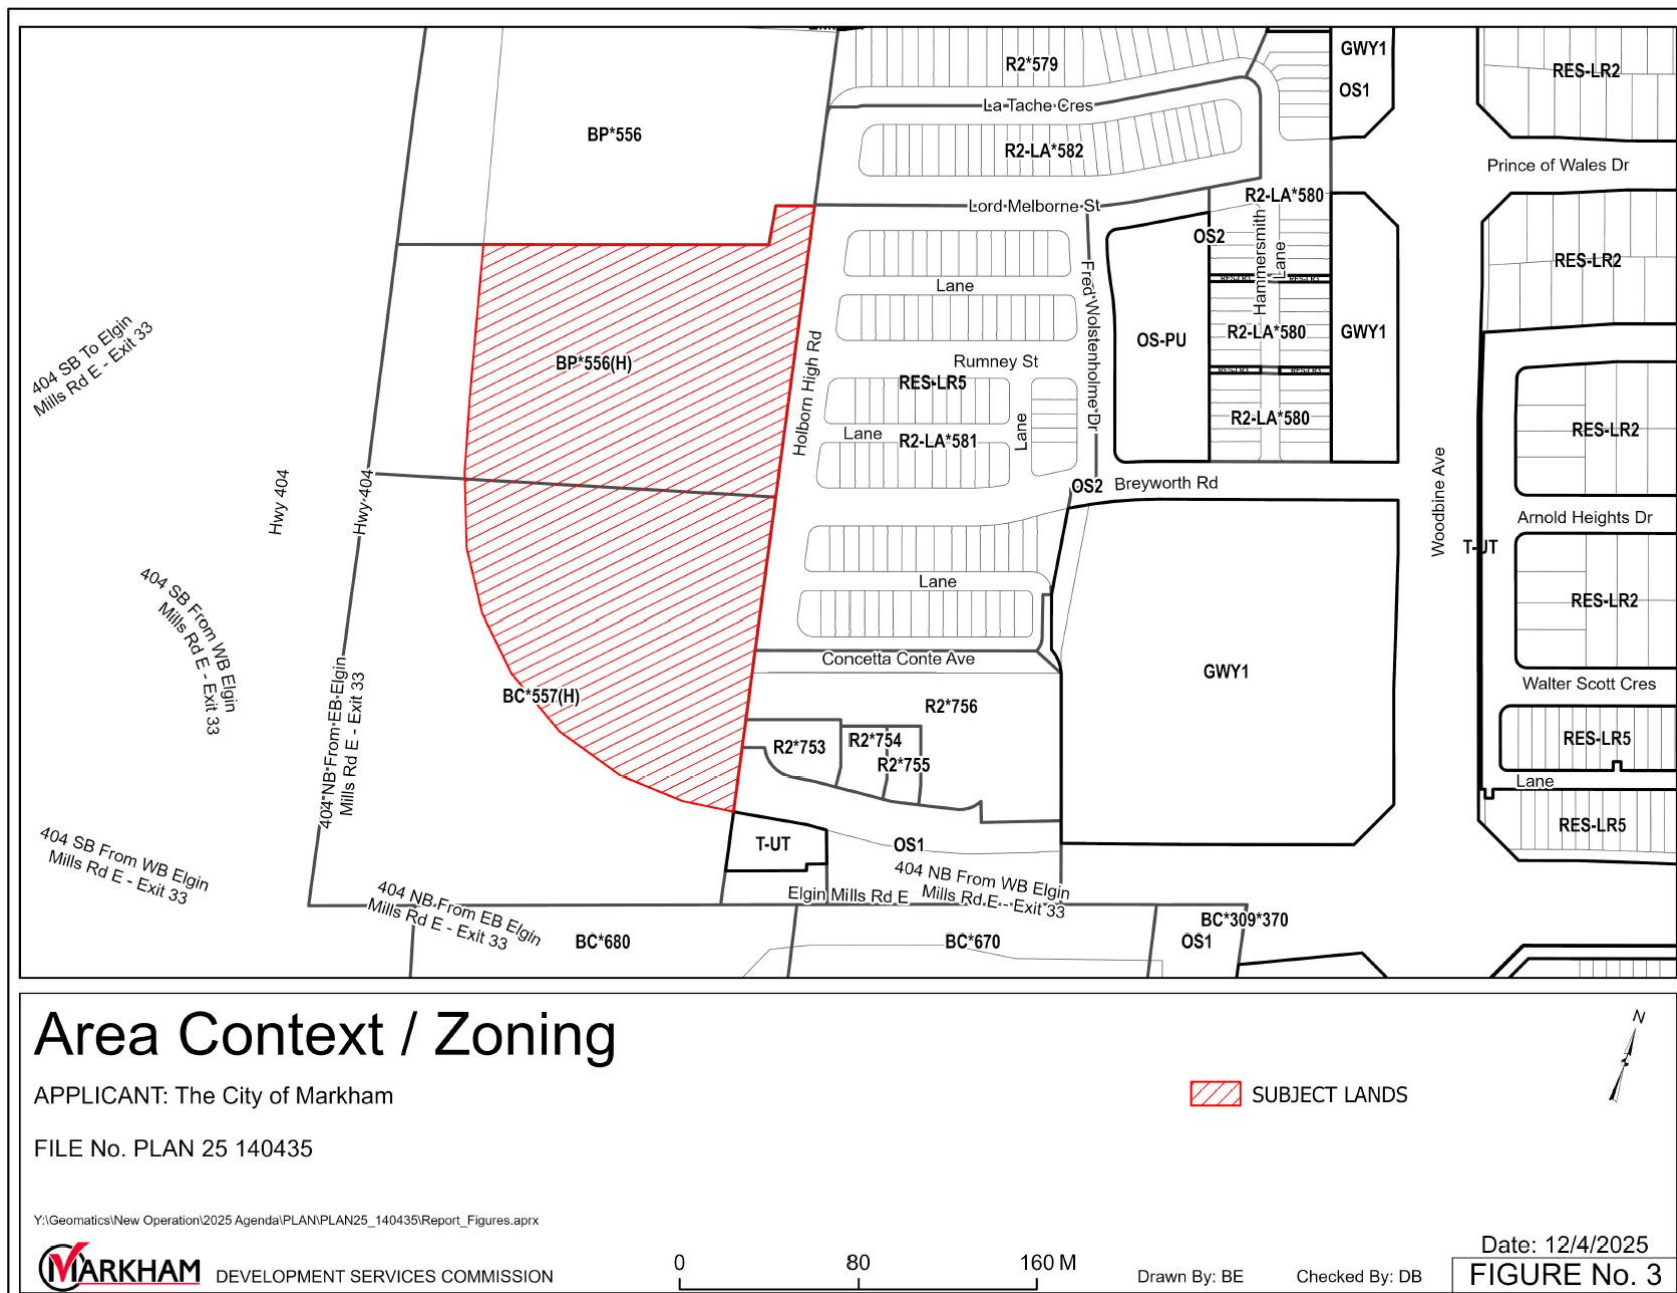 R2*579
GWY1
RES-LR2
OS1
La Tache Cres
BP*556
R2-LA*582
Prince of Wales Dr
R2-LA*580
Lord Melborne St
OS2
Hammersmith
Lane
RES-LR2
Lane
Fred Wolstenholme Dr
404 SB To Elgin
Mills Rd E - Exit 33
BP*556(H)
Holborn High Rd
Rumney St
OS-PU
R2-LA*580
GWY1
RES-LR5
Lane
R2-LA*581
Lane
R2-LA*580
RES-LR2
Hwy 404
Hwy 404
OS2
Breyworth Rd
Woodbine Ave
Arnold Heights Dr
T-UT
404 SB From WB Elgin
Mills Rd E - Exit 33
Lane
RES-LR2
Concetta Conte Ave
GWY1
Walter Scott Cres
404 NB From EB Elgin
Mills Rd E - Exit 33
BC*557(H)
R2*756
R2*753
R2*754
R2*755
RES-LR5
Lane
RES-LR5
404 SB From WB Elgin
Mills Rd E - Exit 33
T-UT
OS1
404 NB From WB Elgin
Mills Rd E - Exit 33
Elgin Mills Rd E
404 NB From EB Elgin
Mills Rd E - Exit 33
BC*680
BC*670
OS1
BC*309*370
Area Context / Zoning
N
APPLICANT: The City of Markham
SUBJECT LANDS
FILE No. PLAN 25 140435
Y:\Geomatics\New Operation\2025 Agenda\PLAN\PLAN25_140435\Report_Figures.aprx
MARKHAM DEVELOPMENT SERVICES COMMISSION
0 80 160 M
Drawn By: BE
Checked By: DB
Date: 12/4/2025
FIGURE No. 3